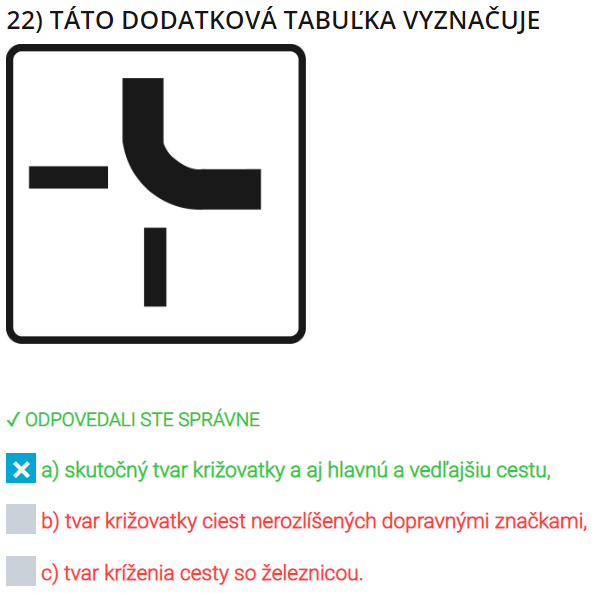 22) TÁTO DODATKOVÁ TABUĽKA VYZNAČUJE
✓ ODPOVEDALI STE SPRÁVNE
a) skutočný tvar križovatky a aj hlavnú a vedľajšiu cestu,
b) tvar križovatky ciest nerozlíšených dopravnými značkami,
c) tvar kríženia cesty so železnicou.